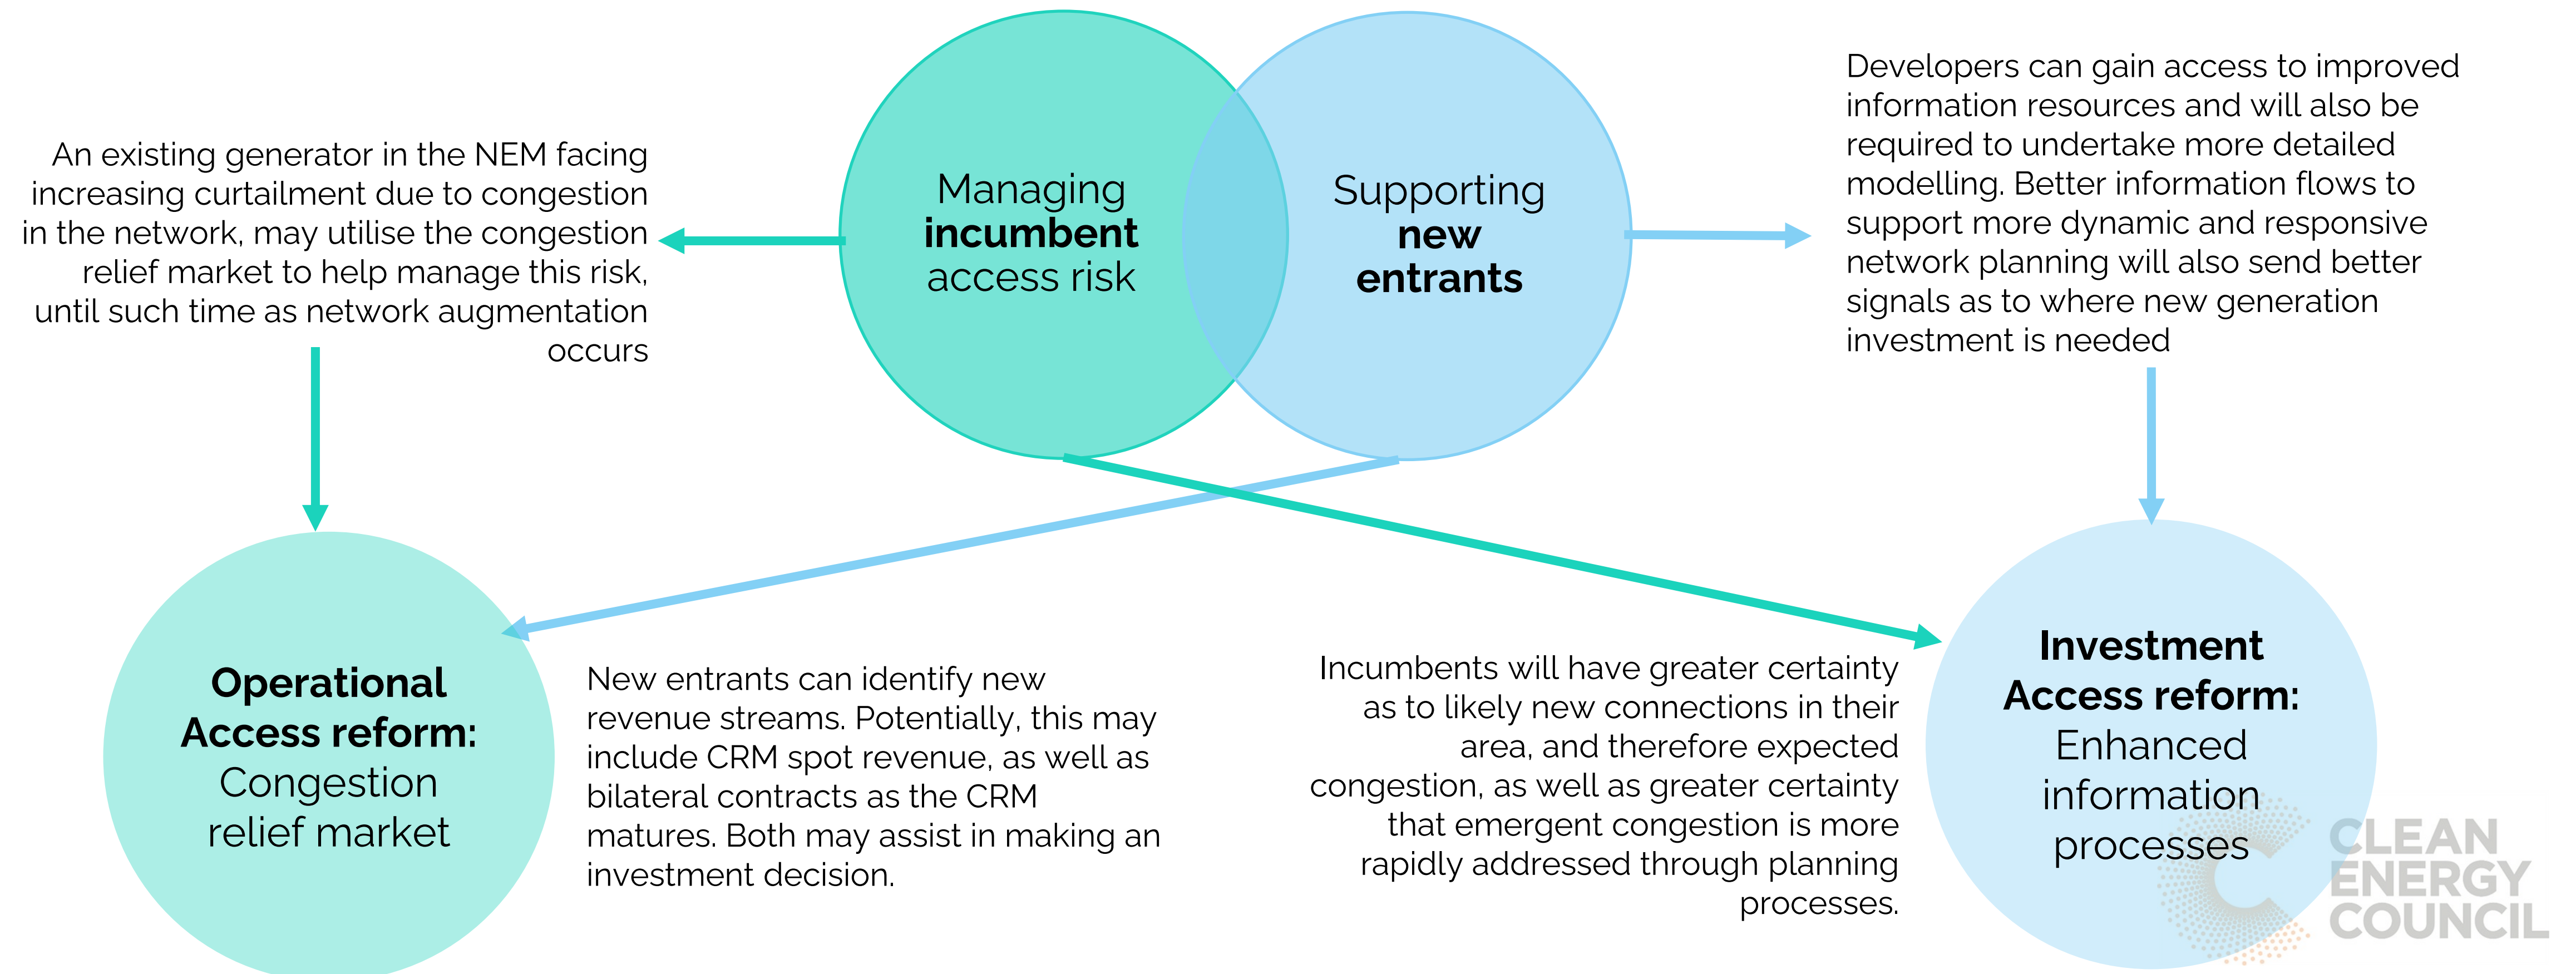 An existing generator in the NEM facing
increasing curtailment due to congestion
in the network, may utilise the congestion
relief market to help manage this risk,
until such time as network augmentation
occurs
Managing
incumbent
access risk
Supporting
new
entrants
Developers can gain access to improved
information resources and will also be
required to undertake more detailed
modelling. Better information flows to
support more dynamic and responsive
network planning will also send better
signals as to where new generation
investment is needed
Operational
Access reform:
Congestion
relief market
New entrants can identify new
revenue streams. Potentially, this may
include CRM spot revenue, as well as
bilateral contracts as the CRM
matures. Both may assist in making an
investment decision.
Incumbents will have greater certainty
as to likely new connections in their
area, and therefore expected
congestion, as well as greater certainty
that emergent congestion is more
rapidly addressed through planning
processes.
Investment
Access reform:
Enhanced
information
processes
CLEAN
ENERGY
COUNCIL